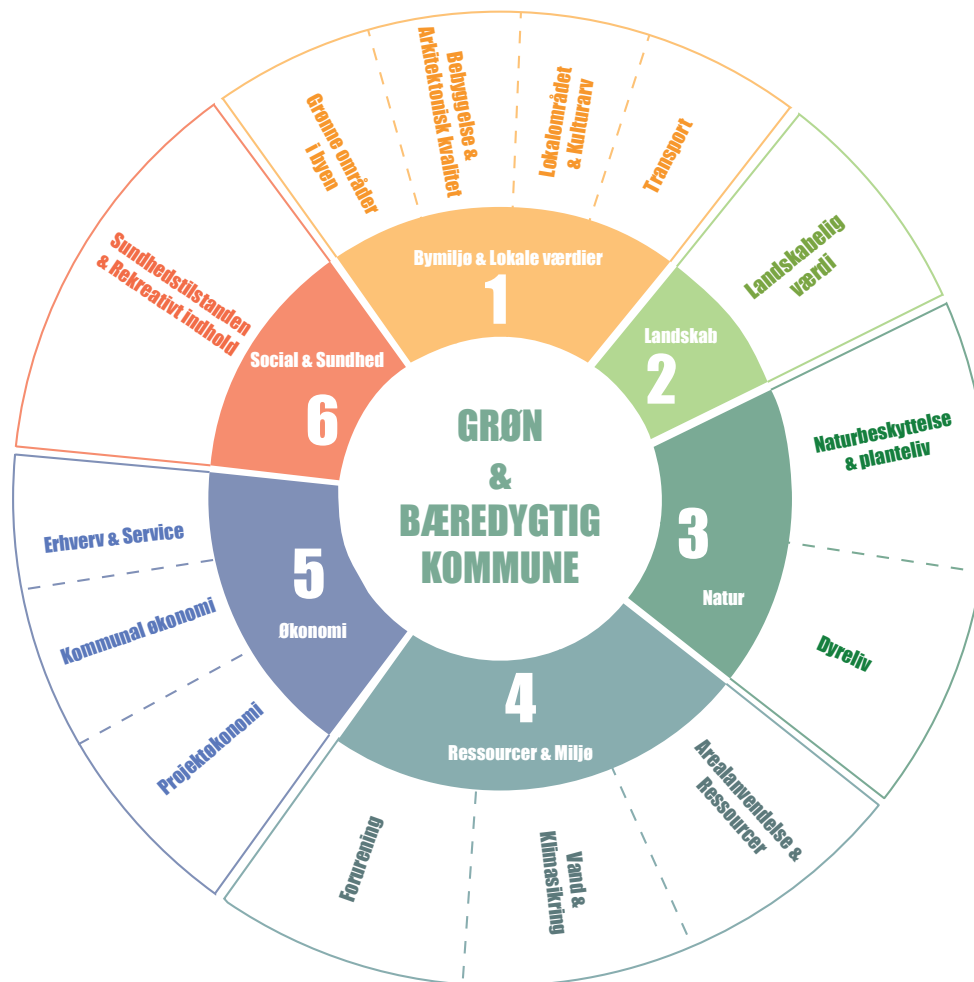 GRØN
&
BÆREDYGTIG
KOMMUNE
Bymiljø & Lokale værdier
1
Grønne områder
i byen
Bebyggelse &
Arkitektonisk kvalitet
Lokalområdet
& Kulturarv
Transport
Landskab
2
Landskabelig
værdi
3
Natur
Naturbeskyttelse
& planteliv
Dyreliv
4
Ressourcer & Miljø
Arealanvendelse &
Ressourcer
Vand &
Klimasikring
Forurening
5
Økonomi
Projektøkonomi
Kommunal økonomi
Erhverv & Service
Social & Sundhed
6
Sundhedstilstanden
& Rekreativt indhold